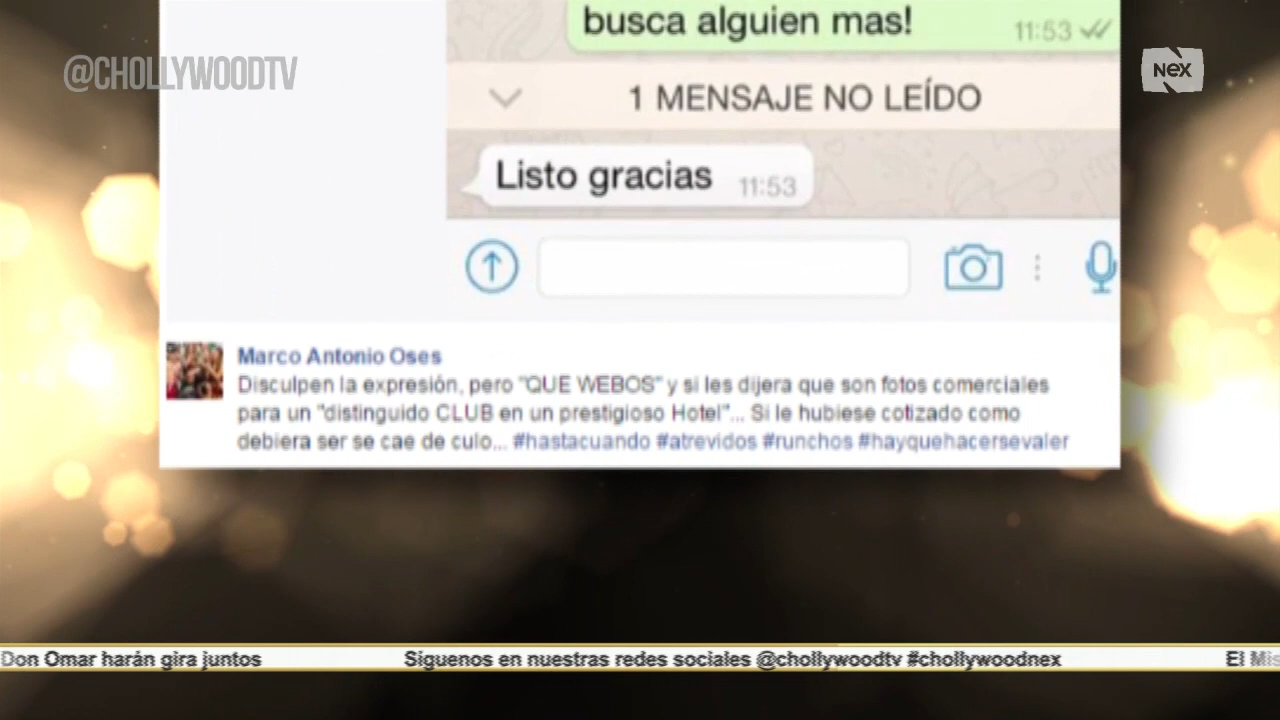 @CHOLLYWOODTV
nex
busca alguien mas!
11:53
1 MENSAJE NO LEÍDO
Listo gracias 11:53
Marco Antonio Oses
Disculpen la expresión, pero "QUE WEBOS" y si les dijera que son fotos comerciales
para un "distinguido CLUB en un prestigioso Hotel"... Si le hubiese cotizado como
debiera ser se cae de culo... #hastacuando #atrevidos #runchos #hayquehacersevaler
Don Omar harán gira juntos Síguenos en nuestras redes sociales @chollywoodtv #chollywoodnex El